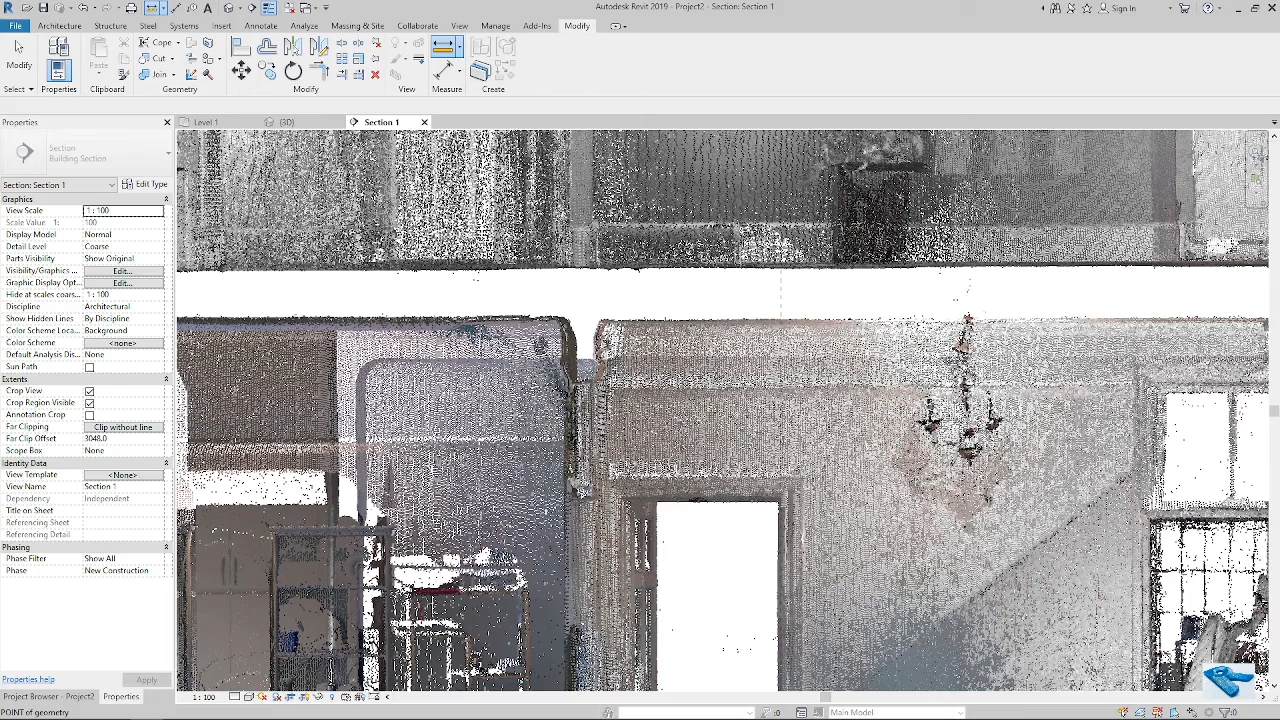 Autodesk Revit 2019 - Project2 - Section: Section 1
Sign In
File Architecture Structure Steel Systems Insert Annotate Analyze Massing & Site Collaborate View Manage Add-Ins Modify
Modify
Paste
Cope
Cut
Join
Select Properties Clipboard Geometry Modify View Measure Create
Properties
Level 1
{3D}
Section 1
Section
Building Section
Section: Section 1
Edit Type
Graphics
View Scale 1 : 100
Scale Value 1: 100
Display Model Normal
Detail Level Coarse
Parts Visibility Show Original
Visibility/Graphics ... Edit...
Graphic Display Opt... Edit...
Hide at scales coars... 1 : 100
Discipline Architectural
Show Hidden Lines By Discipline
Color Scheme Loca... Background
Color Scheme <none>
Default Analysis Dis... None
Sun Path
Extents
Crop View
Crop Region Visible
Annotation Crop
Far Clipping Clip without line
Far Clip Offset 3048.0
Scope Box None
Identity Data
View Template <None>
View Name Section 1
Dependency Independent
Title on Sheet
Referencing Sheet
Referencing Detail
Phasing
Phase Filter Show All
Phase New Construction
Properties help
Apply
Project Browser - Project2 Properties
1 : 100
POINT of geometry
:0
Main Model
:0